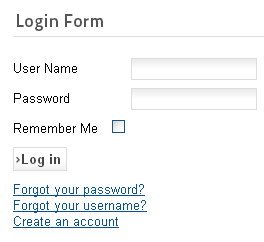 Login Form
User Name
Password
Remember Me
›Log in
Forgot your password?
Forgot your username?
Create an account